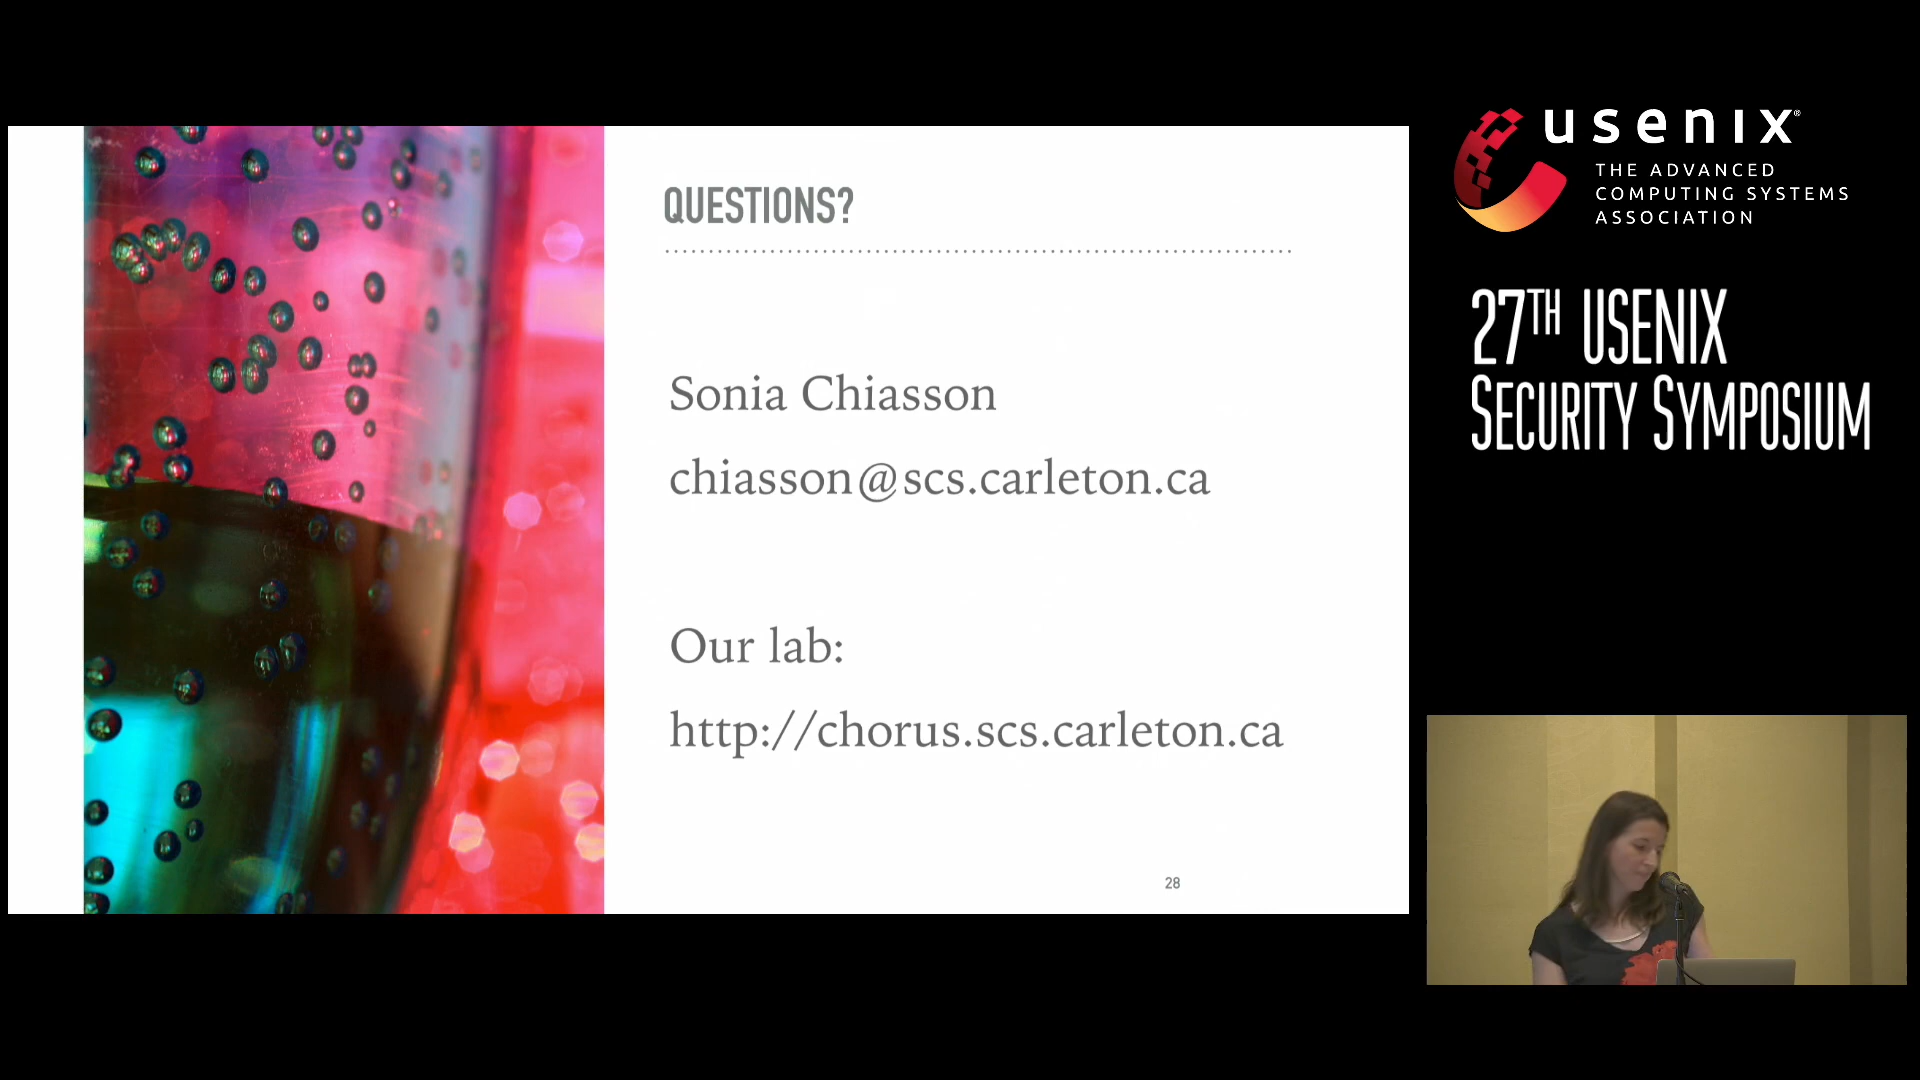 QUESTIONS?
Sonia Chiasson
chiasson@scs.carleton.ca
Our lab:
http://chorus.scs.carleton.ca
28
usenix®
THE ADVANCED
COMPUTING SYSTEMS
ASSOCIATION
27TH USENIX
SECURITY SYMPOSIUM